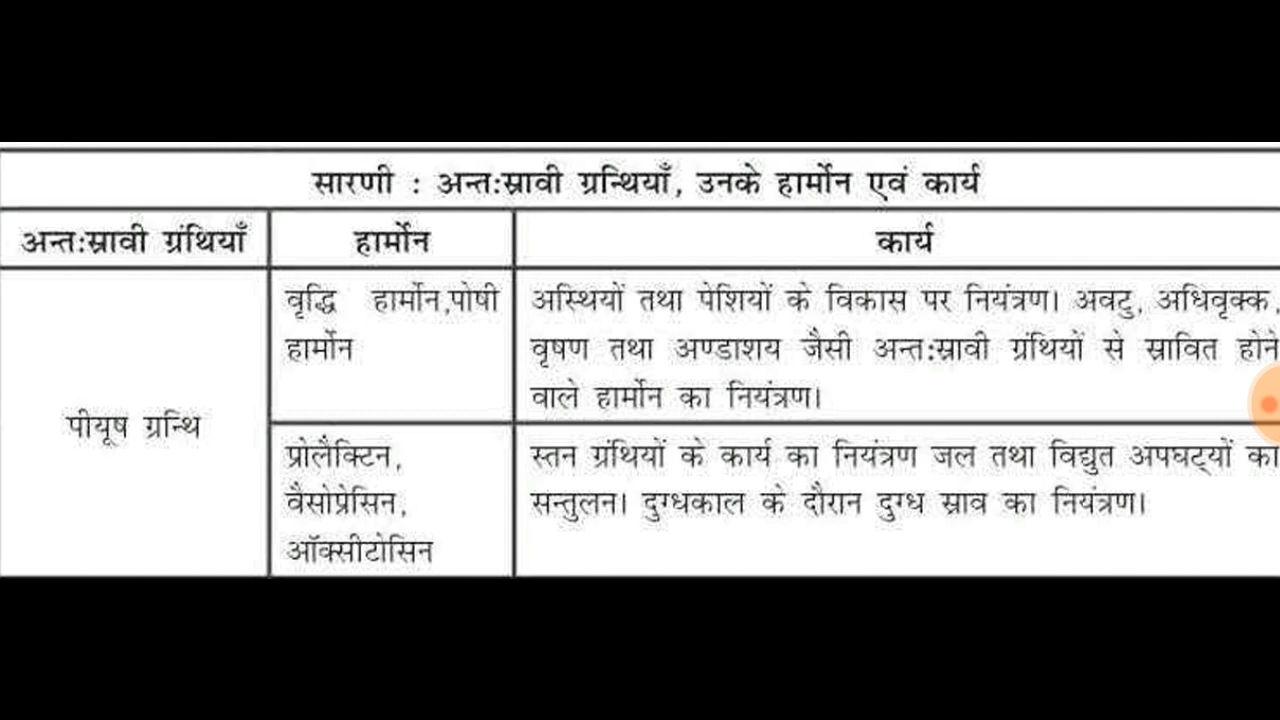 सारणी : अन्त:स्रावी ग्रन्थियाँ, उनके हार्मोन एवं कार्य
अन्त:स्रावी ग्रंथियाँ
हार्मोन
कार्य
पीयूष ग्रन्थि
वृद्धि हार्मोन,पोषी
हार्मोन
अस्थियों तथा पेशियों के विकास पर नियंत्रण। अवटु, अधिवृक्क,
वृषण तथा अण्डाशय जैसी अन्त:स्रावी ग्रंथियों से स्रावित होने
वाले हार्मोन का नियंत्रण।
प्रोलैक्टिन,
वैसोप्रेसिन,
ऑक्सीटोसिन
स्तन ग्रंथियों के कार्य का नियंत्रण जल तथा विद्युत अपघट्यों का
सन्तुलन। दुग्धकाल के दौरान दुग्ध स्राव का नियंत्रण।